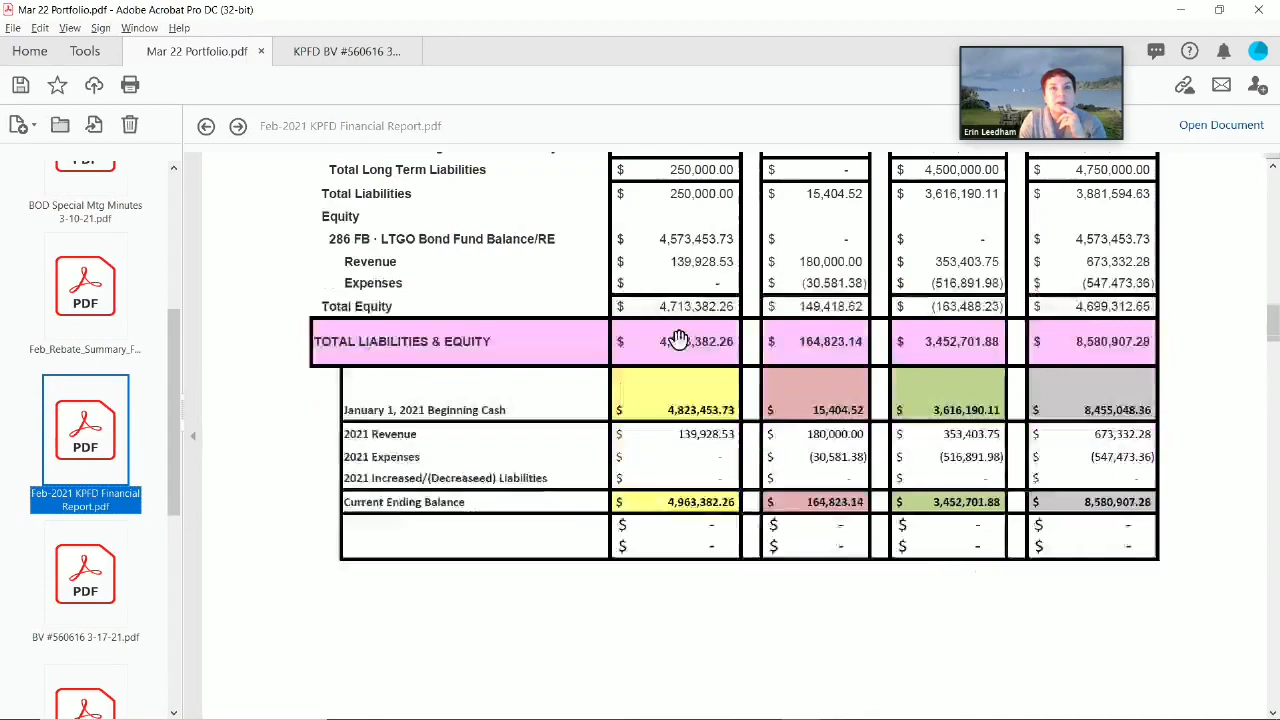 Mar 22 Portfolio.pdf - Adobe Acrobat Pro DC (32-bit)
File Edit View Sign Window Help
Home Tools Mar 22 Portfolio.pdf × KPFD BV #560616 3...
Feb-2021 KPFD Financial Report.pdf
Open Document
Erin Leedham
BOD Special Mtg Minutes
3-10-21.pdf
PDF
Feb_Rebate_Summary_F...
PDF
Feb-2021 KPFD Financial
Report.pdf
PDF
BV #560616 3-17-21.pdf
Total Long Term Liabilities $ 250,000.00 $ - $ 4,500,000.00 $ 4,750,000.00
Total Liabilities $ 250,000.00 $ 15,404.52 $ 3,616,190.11 $ 3,881,594.63
Equity
286 FB · LTGO Bond Fund Balance/RE $ 4,573,453.73 $ - $ - $ 4,573,453.73
Revenue $ 139,928.53 $ 180,000.00 $ 353,403.75 $ 673,332.28
Expenses $ - $ (30,581.38) $ (516,891.98) $ (547,473.36)
Total Equity $ 4,713,382.26 $ 149,418.62 $ (163,488.23) $ 4,699,312.65
TOTAL LIABILITIES & EQUITY $ 382.26 $ 164,823.14 $ 3,452,701.88 $ 8,580,907.28
January 1, 2021 Beginning Cash $ 4,823,453.73 $ 15,404.52 $ 3,616,190.11 $ 8,455,048.36
2021 Revenue $ 139,928.53 $ 180,000.00 $ 353,403.75 $ 673,332.28
2021 Expenses $ - $ (30,581.38) $ (516,891.98) $ (547,473.36)
2021 Increased/(Decreaseed) Liabilities $ - $ - $ - $ -
Current Ending Balance $ 4,963,382.26 $ 164,823.14 $ 3,452,701.88 $ 8,580,907.28
$ - $ - $ - $ -
$ - $ - $ - $ -